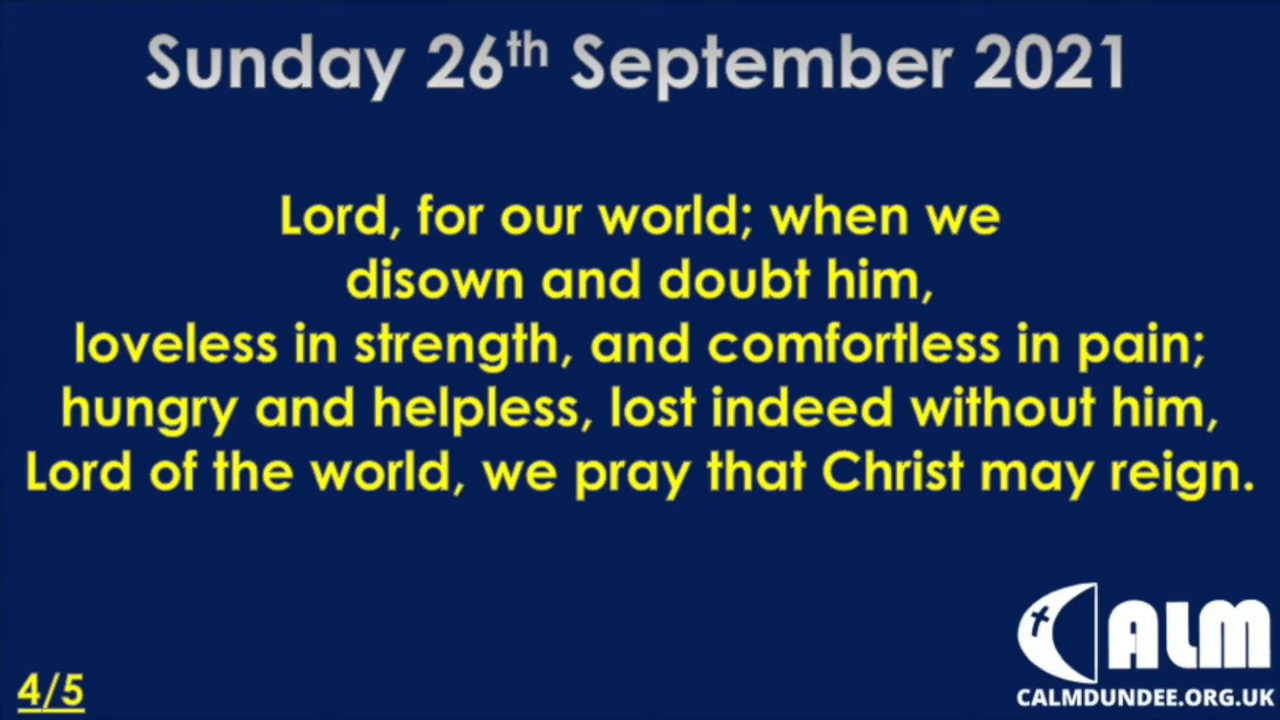 Sunday 26th September 2021
Lord, for our world; when we
disown and doubt him,
loveless in strength, and comfortless in pain;
hungry and helpless, lost indeed without him,
Lord of the world, we pray that Christ may reign.
CALM
CALMDUNDEE.ORG.UK
4/5